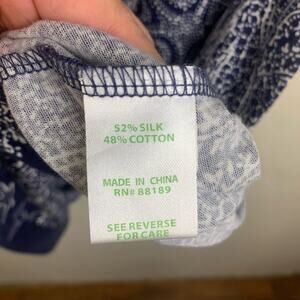 52% SILK
48% COTTON
MADE IN CHINA
RN# 88189
SEE REVERSE
FOR CARE